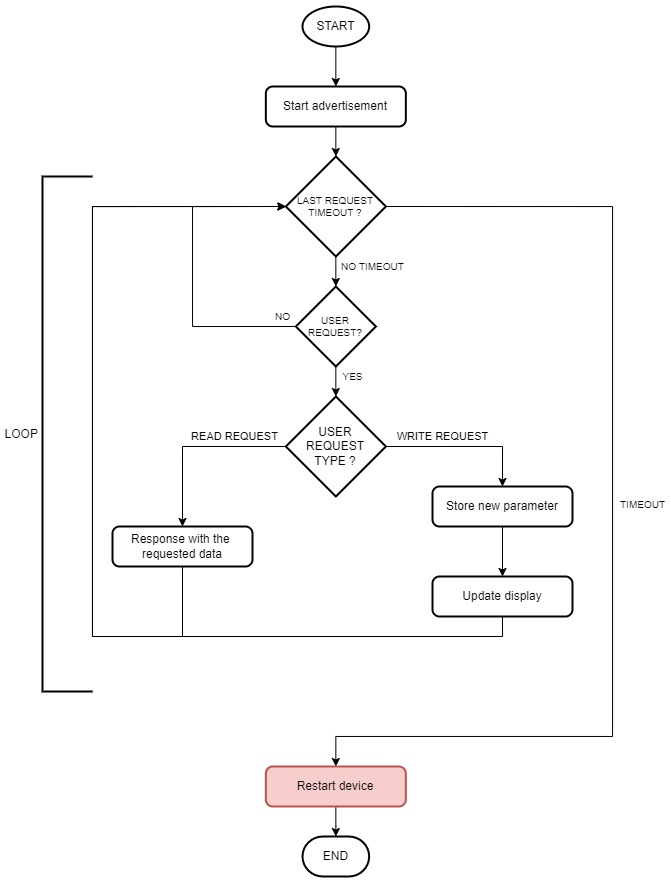 START
Start advertisement
LAST REQUEST
TIMEOUT ?
NO TIMEOUT
NO
USER
REQUEST?
YES
LOOP
READ REQUEST
USER
REQUEST
TYPE ?
WRITE REQUEST
Store new parameter
TIMEOUT
Response with the
requested data
Update display
Restart device
END